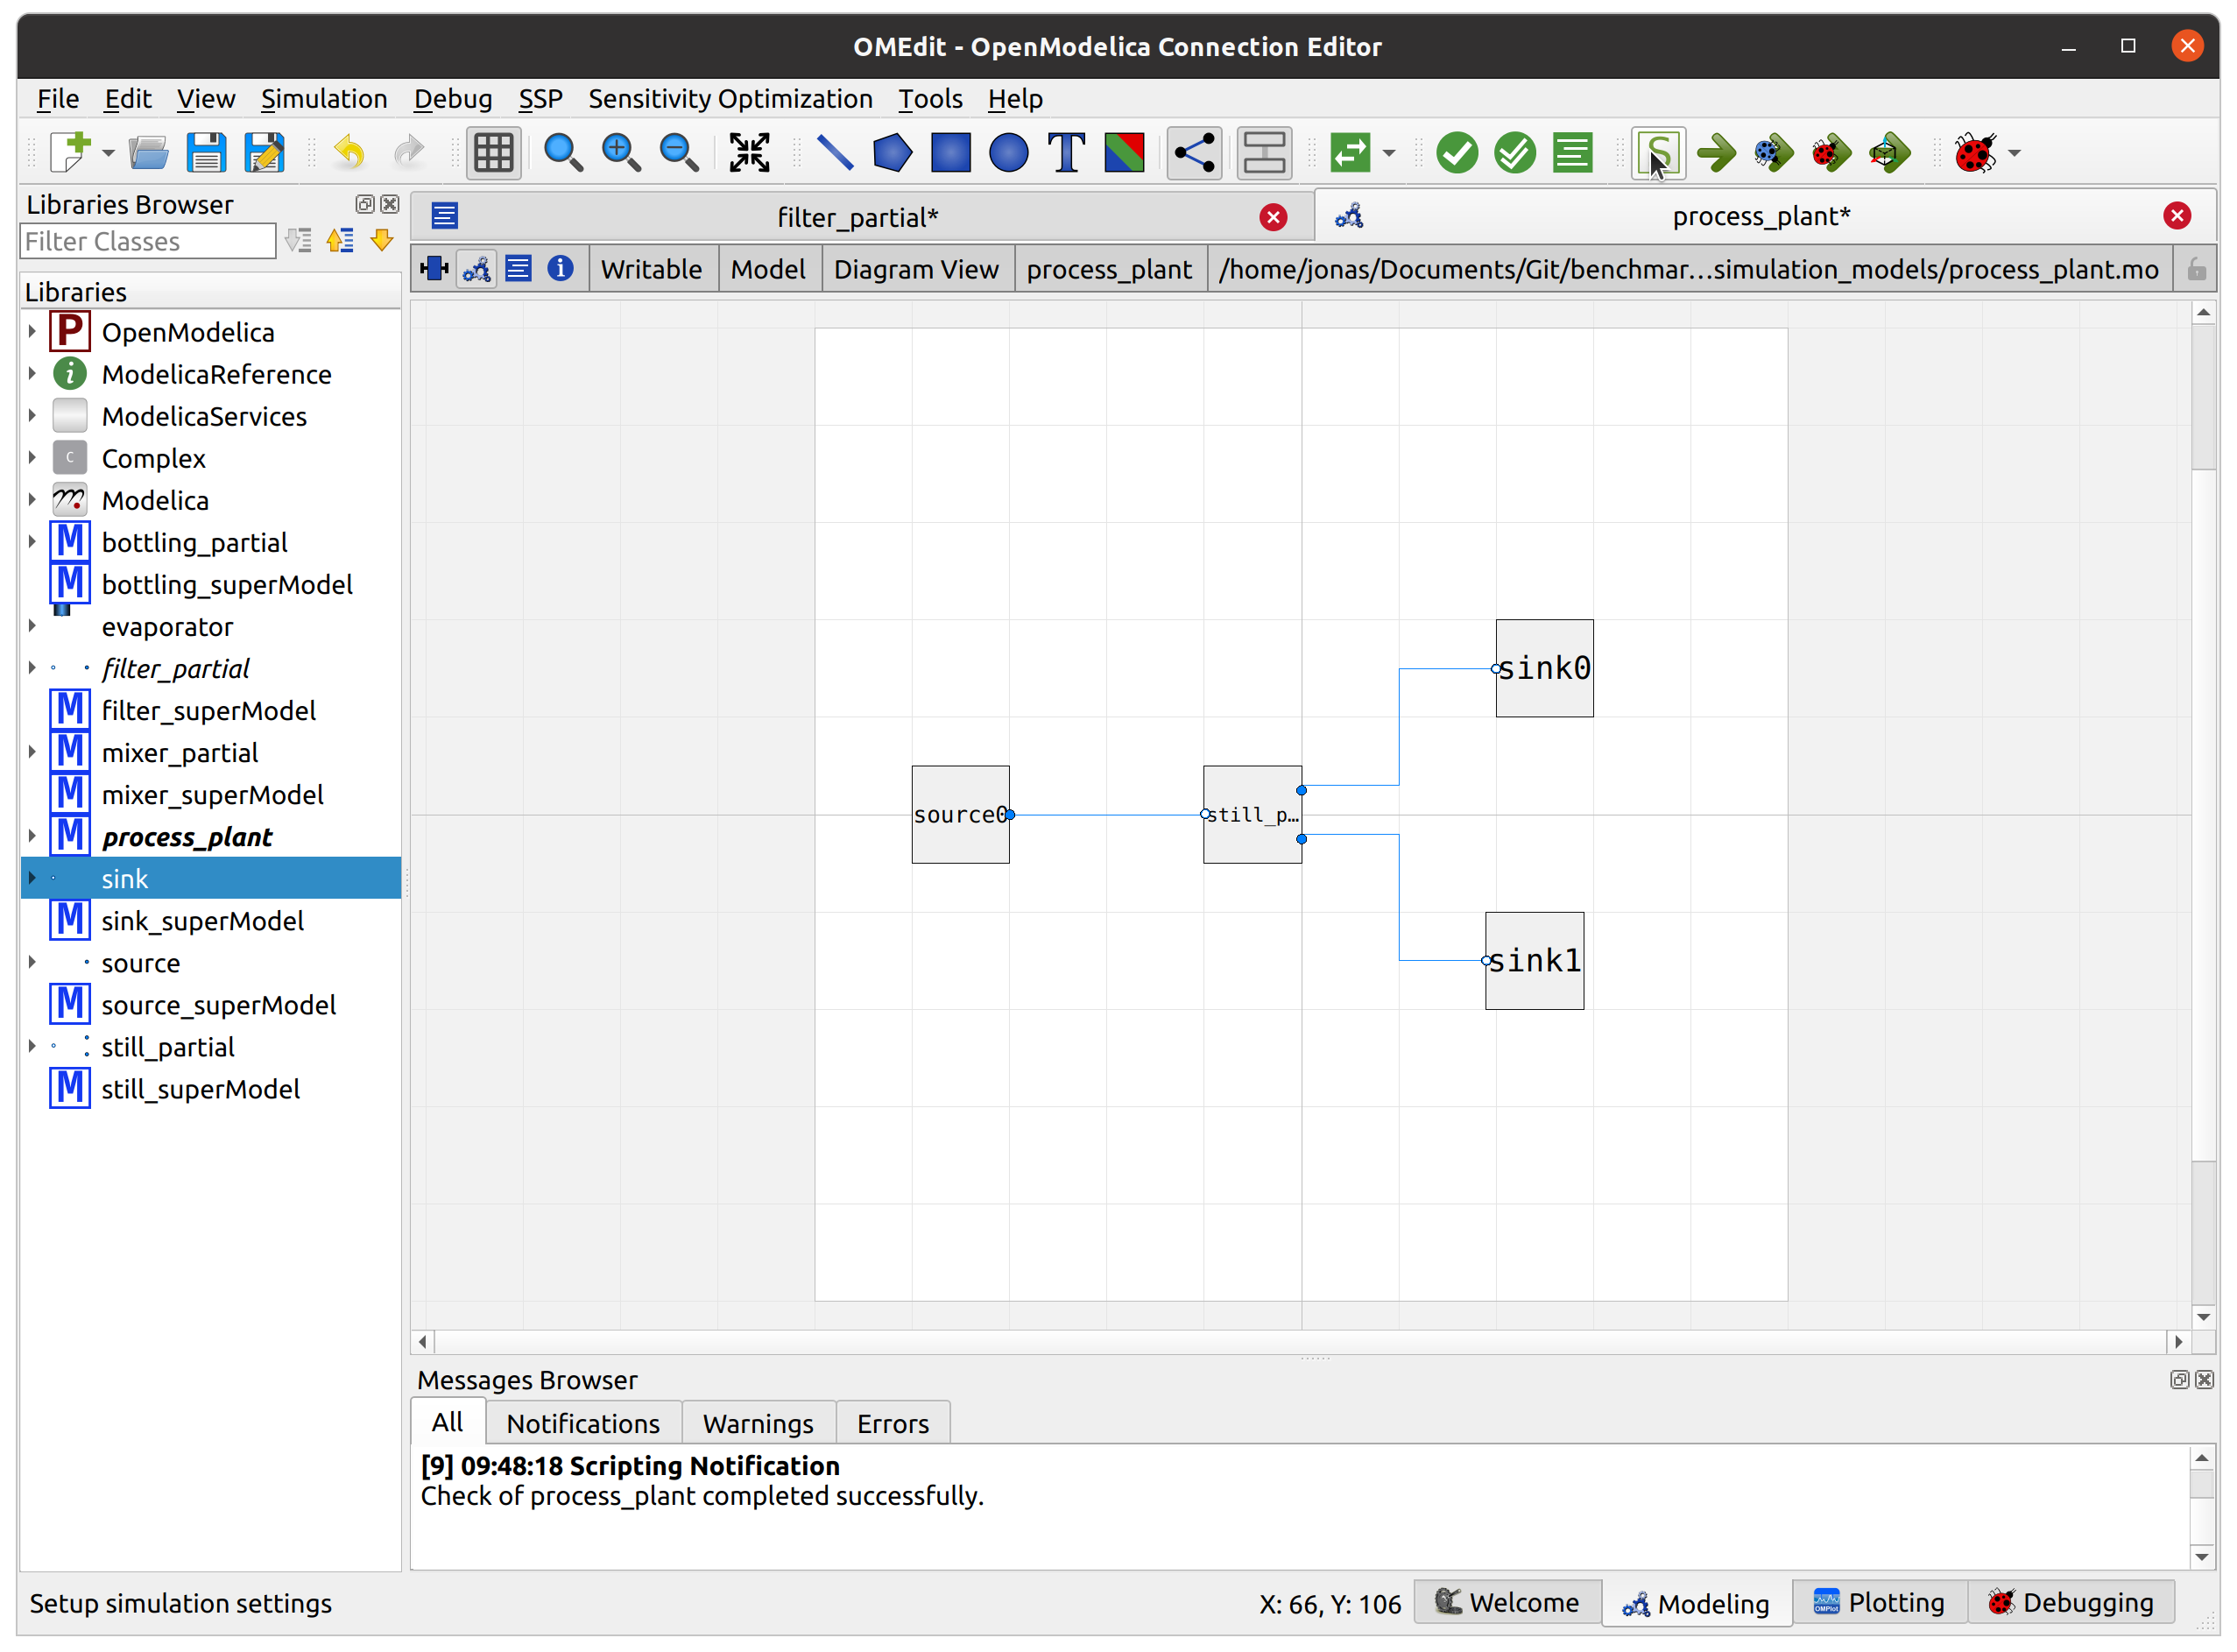 OMEdit - OpenModelica Connection Editor
File Edit View Simulation Debug SSP Sensitivity Optimization Tools Help
T S
Libraries Browser
Filter Classes
Libraries
P OpenModelica
i ModelicaReference
ModelicaServices
C Complex
m Modelica
M bottling_partial
M bottling_superModel
evaporator
filter_partial
M filter_superModel
M mixer_partial
M mixer_superModel
M process_plant
sink
M sink_superModel
source
M source_superModel
still_partial
M still_superModel
filter_partial*
process_plant*
i Writable Model Diagram View process_plant /home/jonas/Documents/Git/benchmar...simulation_models/process_plant.mo
sink0
source0
still_p...
sink1
Messages Browser
All Notifications Warnings Errors
[9] 09:48:18 Scripting Notification
Check of process_plant completed successfully.
Setup simulation settings
X: 66, Y: 106
Welcome Modeling OMPlot Plotting Debugging